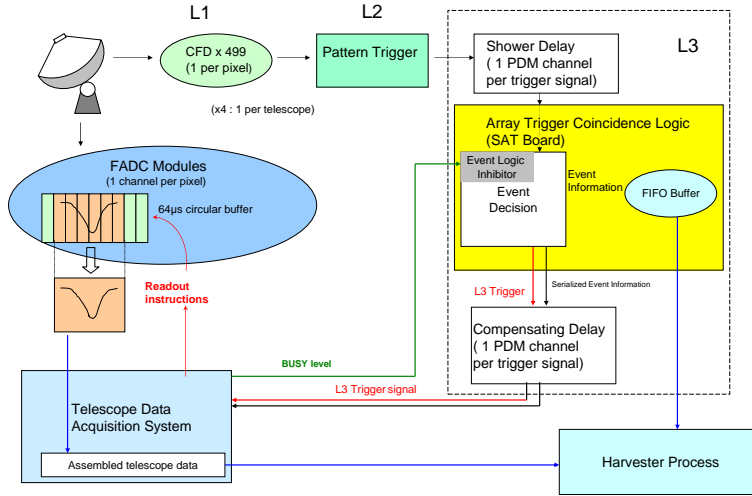 L1
L2
L3
CFD x 499
(1 per pixel)
Pattern Trigger
Shower Delay
( 1 PDM channel
per trigger signal)
(x4 : 1 per telescope)
Array Trigger Coincidence Logic
(SAT Board)
FADC Modules
(1 channel per pixel)
Event Logic
Inhibitor
Event
Decision
Event
Information
FIFO Buffer
64µs circular buffer
Readout
instructions
L3 Trigger
Serialized Event Information
Compensating Delay
( 1 PDM channel
per trigger signal)
BUSY level
L3 Trigger signal
Telescope Data
Acquisition System
Assembled telescope data
Harvester Process